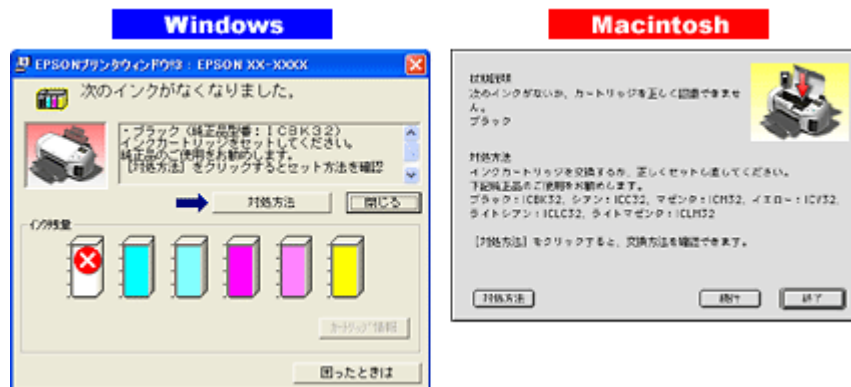 Windows
Macintosh
EPSONプリンタウィンドウ!3 : EPSON XX-XXXX
次のインクがなくなりました。
・ブラック（純正品型番：ICBK32）
インクカートリッジをセットしてください。
純正品のご使用をお勧めします。
［対処方法］をクリックするとセット方法を確認
対処方法
閉じる
インク残量
カートリッジ情報
困ったときは
次のインクがないか、カートリッジを正しく認識できませ
ん。
ブラック
対処方法
インクカートリッジを交換するか、正しくセットし直してください。
下記純正品のご使用をお勧めします。
ブラック：ICBK32, シアン：ICC32, マゼンタ：ICM32, イエロー：ICY32,
ライトシアン：ICLC32, ライトマゼンタ：ICLM32
［対処方法］をクリックすると、交換方法を確認できます。
対処方法
続行
終了